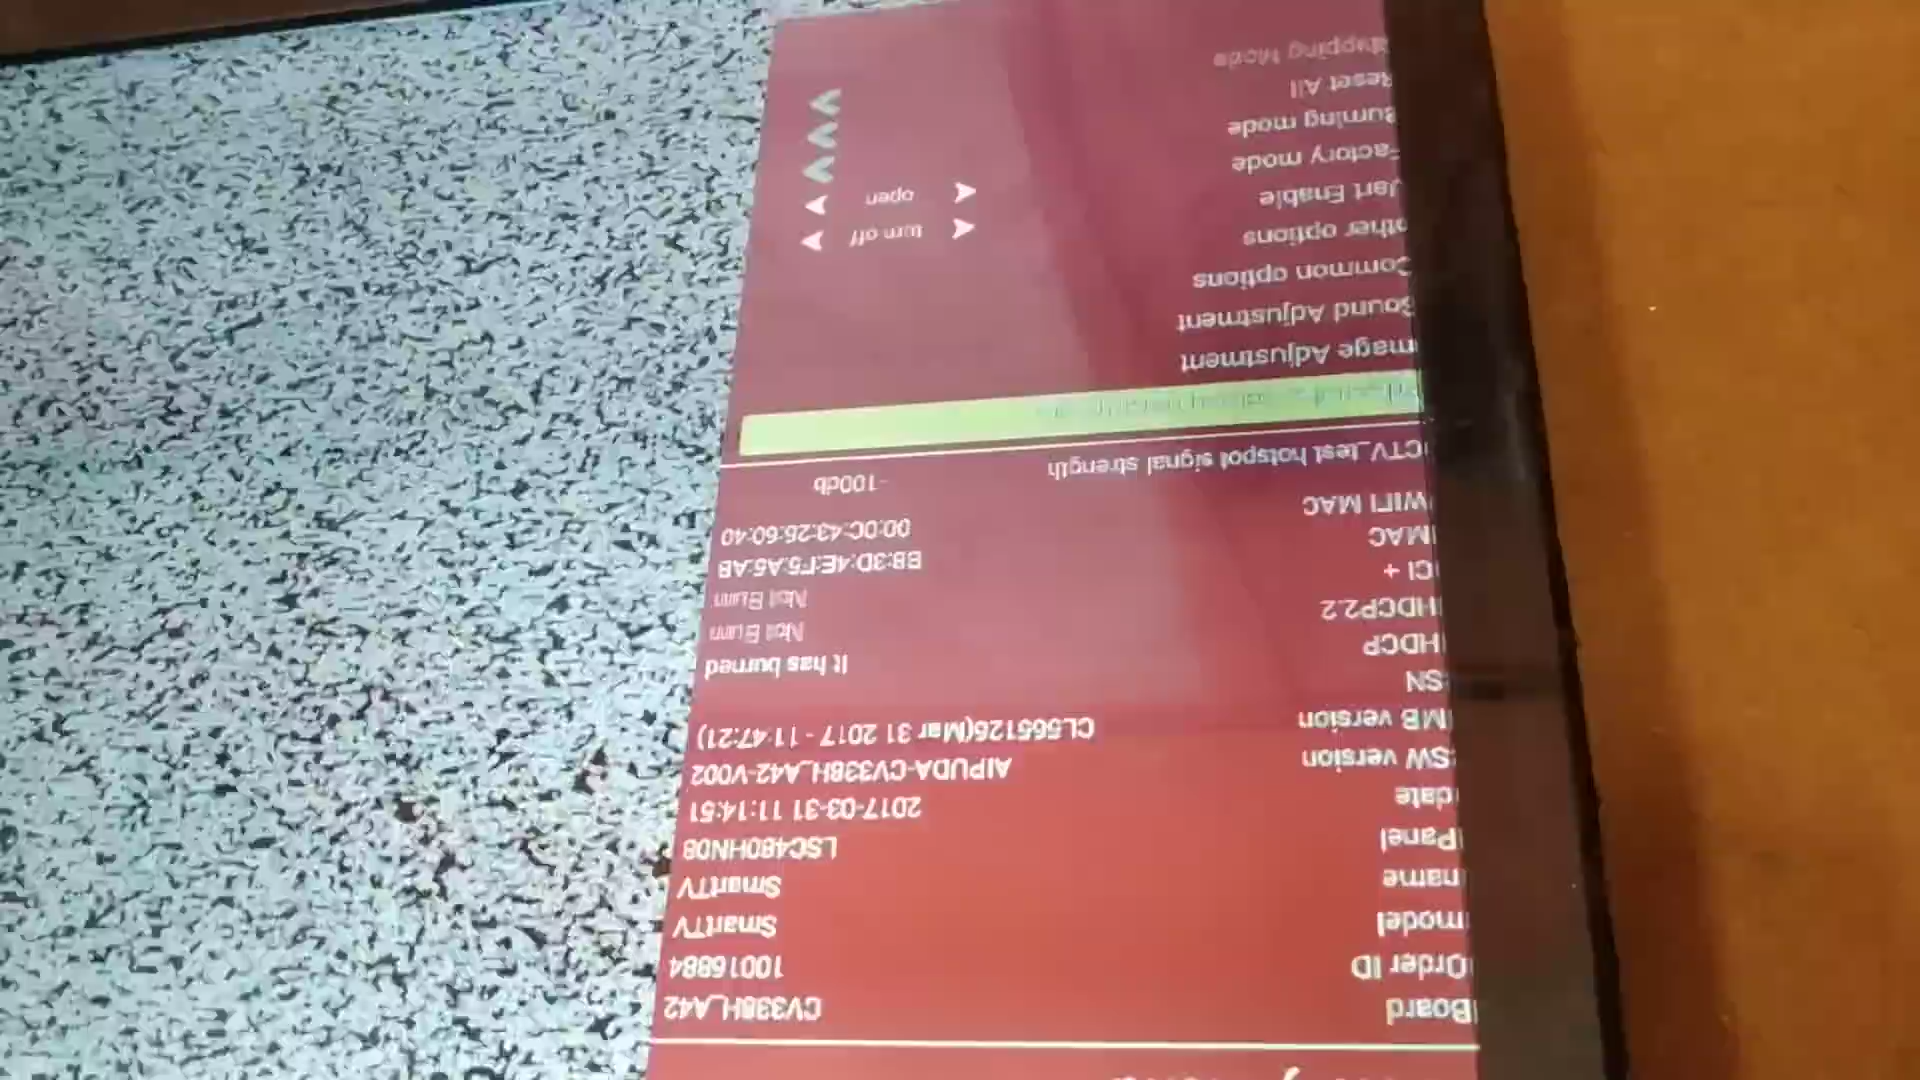 Board CV338H_A42
Order ID 10016884
model SmartTV
name SmartTV
Panel LSC480HN08
date 2017-03-31 11:14:51
SW version AIPUDA-CV338H_A42-V002
MB version CL565126(Mar 31 2017 - 11:47:21)
SN
HDCP It has burned
HDCP2.2 Not Burn
CI + Not Burn
MAC BB:3D:4E:F5:A5:AB
WIFI MAC 00:0C:43:26:60:40
CTV_test hotspot signal strength -100db
Image Adjustment
Sound Adjustment
Common options
other options
Uart Enable turn off
Factory mode open
Burning mode
Reset All
Shipping Mode